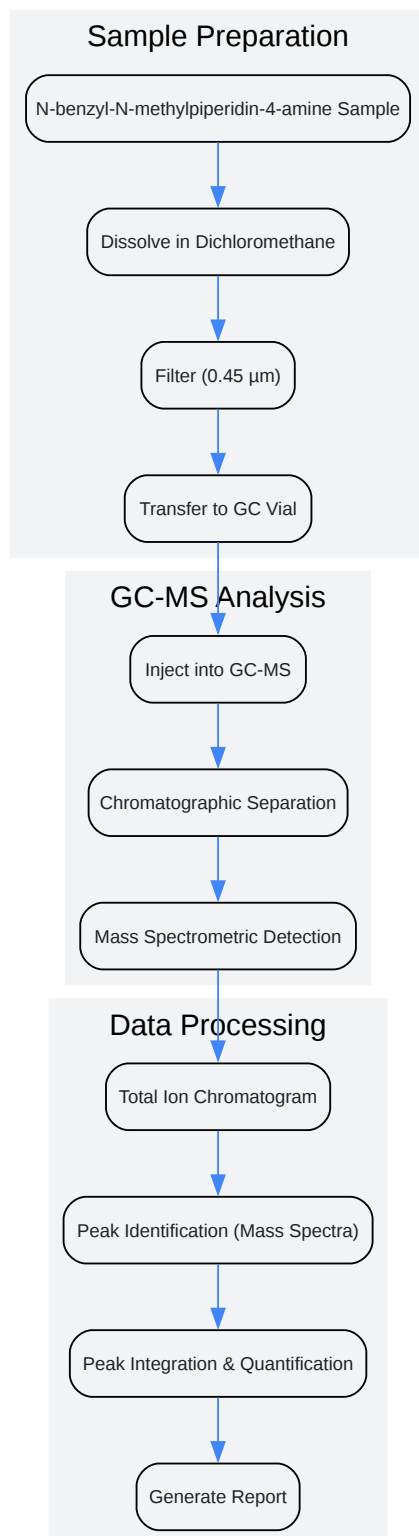 Sample Preparation
N-benzyl-N-methylpiperidin-4-amine Sample
Dissolve in Dichloromethane
Filter (0.45 µm)
Transfer to GC Vial
GC-MS Analysis
Inject into GC-MS
Chromatographic Separation
Mass Spectrometric Detection
Data Processing
Total Ion Chromatogram
Peak Identification (Mass Spectra)
Peak Integration & Quantification
Generate Report